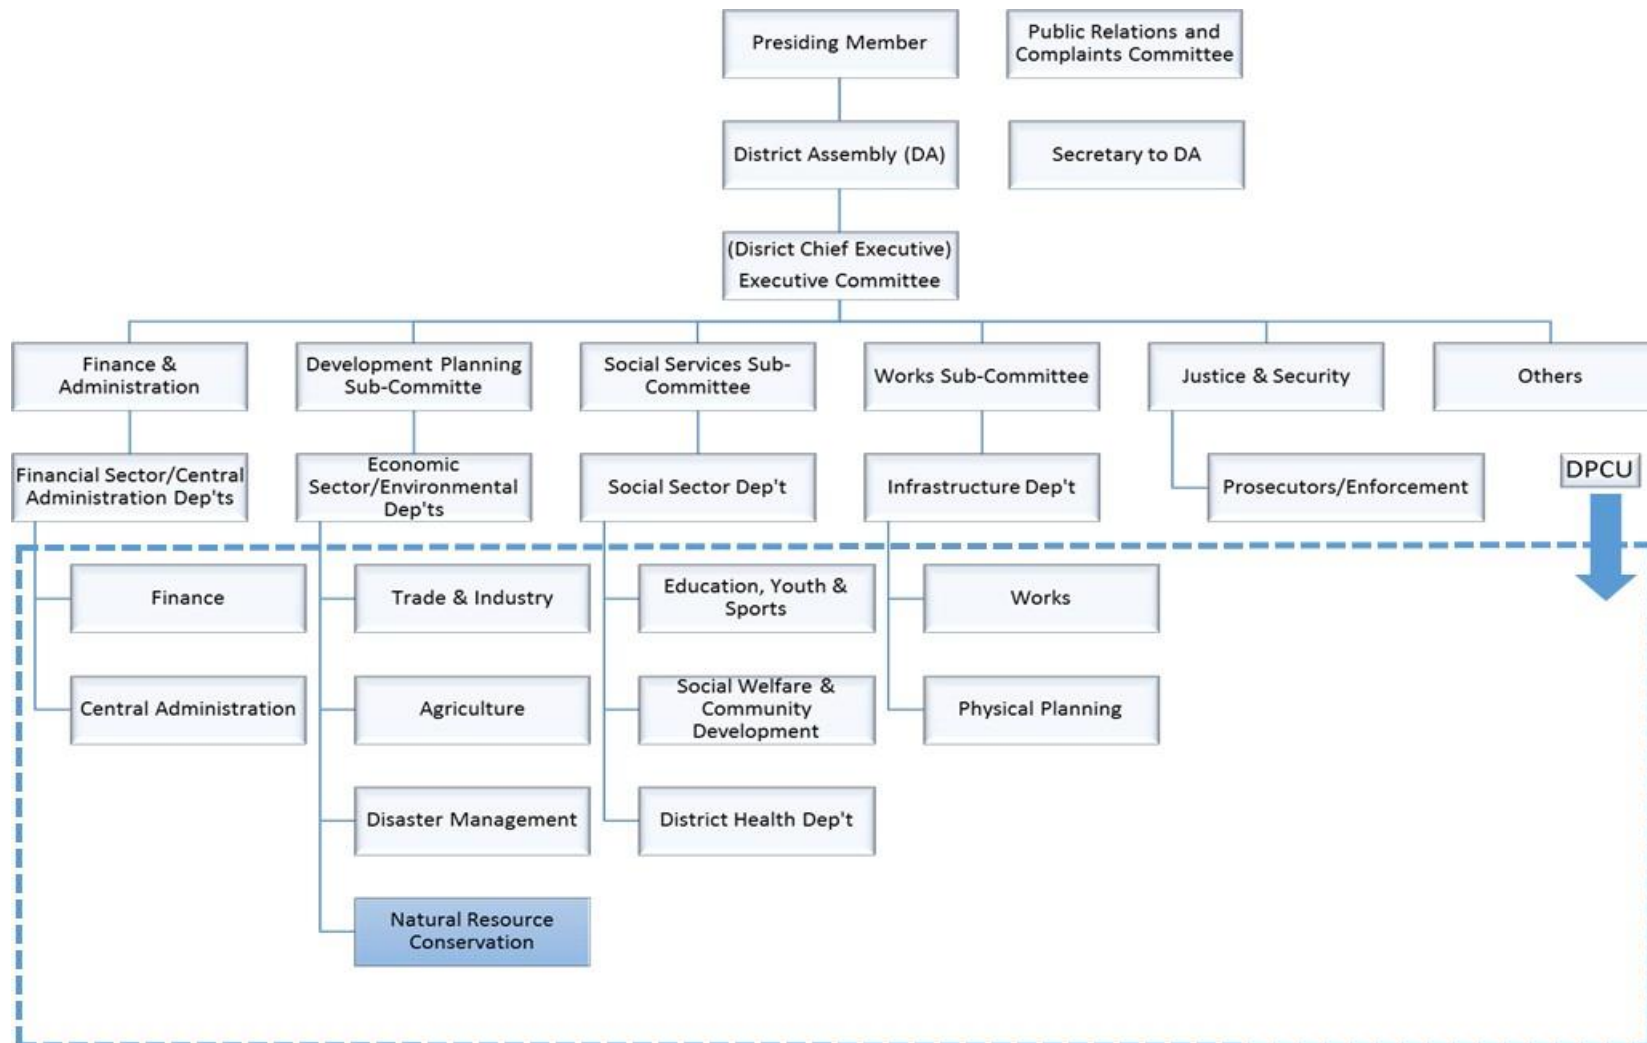 Presiding Member
Public Relations and
Complaints Committee
District Assembly (DA)
Secretary to DA
(Disrict Chief Executive)
Executive Committee
Finance &
Administration
Development Planning
Sub-Committe
Social Services Sub-
Committee
Works Sub-Committee
Justice & Security
Others
Financial Sector/Central
Administration Dep'ts
Economic
Sector/Environmental
Dep'ts
Social Sector Dep't
Infrastructure Dep't
Prosecutors/Enforcement
DPCU
Finance
Trade & Industry
Education, Youth &
Sports
Works
Central Administration
Agriculture
Social Welfare &
Community
Development
Physical Planning
Disaster Management
District Health Dep't
Natural Resource
Conservation